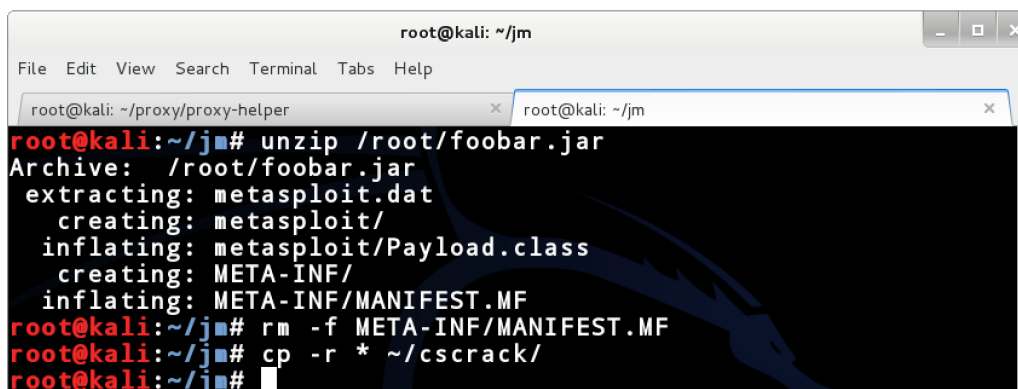 root@kali: ~/jm
File Edit View Search Terminal Tabs Help
root@kali: ~/proxy/proxy-helper × root@kali: ~/jm ×
root@kali:~/jm# unzip /root/foobar.jar
Archive:  /root/foobar.jar
 extracting: metasploit.dat
   creating: metasploit/
  inflating: metasploit/Payload.class
   creating: META-INF/
  inflating: META-INF/MANIFEST.MF
root@kali:~/jm# rm -f META-INF/MANIFEST.MF
root@kali:~/jm# cp -r * ~/cscrack/
root@kali:~/jm#